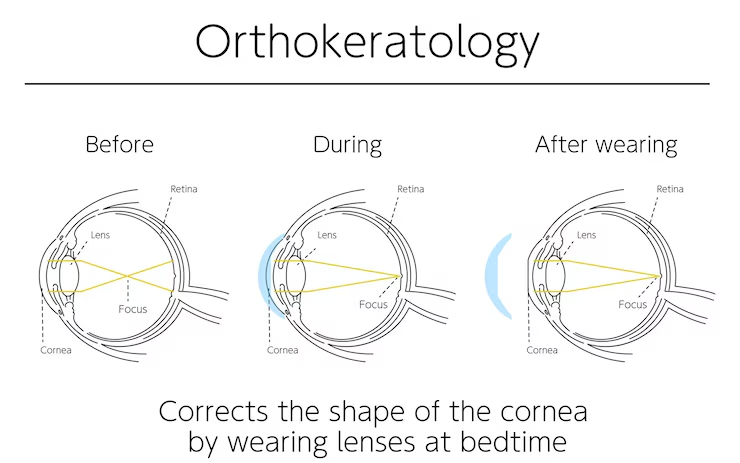 Orthokeratology
Before
During
After wearing
Retina
Lens
Focus
Cornea
Retina
Lens
Focus
Cornea
Retina
Lens
Focus
Cornea
Corrects the shape of the cornea
by wearing lenses at bedtime